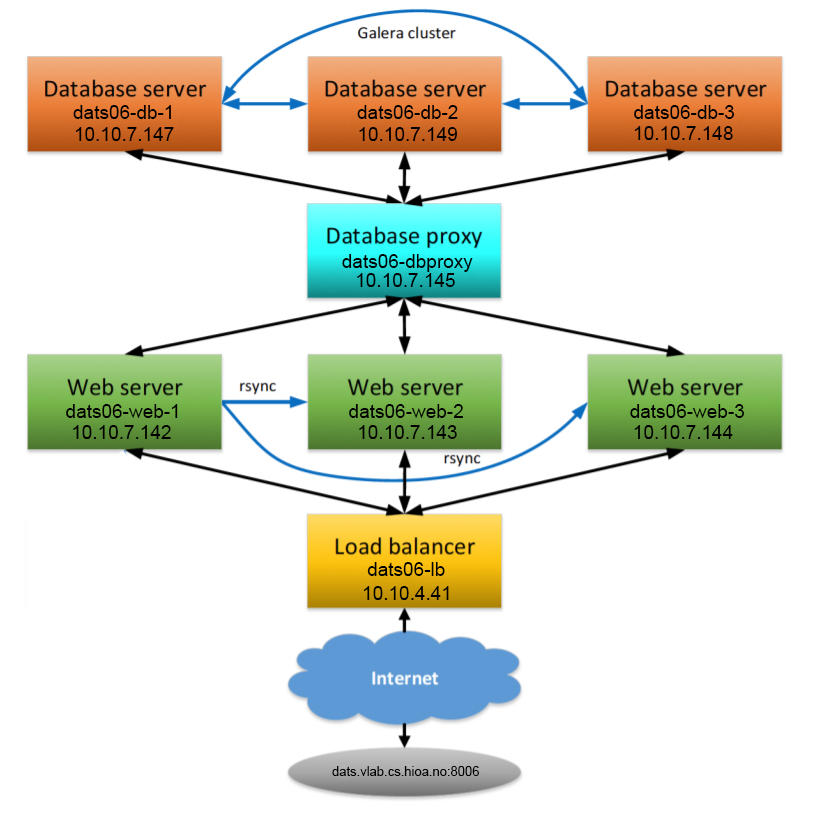 Galera cluster
Database server
dats06-db-1
10.10.7.147
Database server
dats06-db-2
10.10.7.149
Database server
dats06-db-3
10.10.7.148
Database proxy
dats06-dbproxy
10.10.7.145
Web server
dats06-web-1
10.10.7.142
rsync
Web server
dats06-web-2
10.10.7.143
Web server
dats06-web-3
10.10.7.144
rsync
Load balancer
dats06-lb
10.10.4.41
Internet
dats.vlab.cs.hioa.no:8006